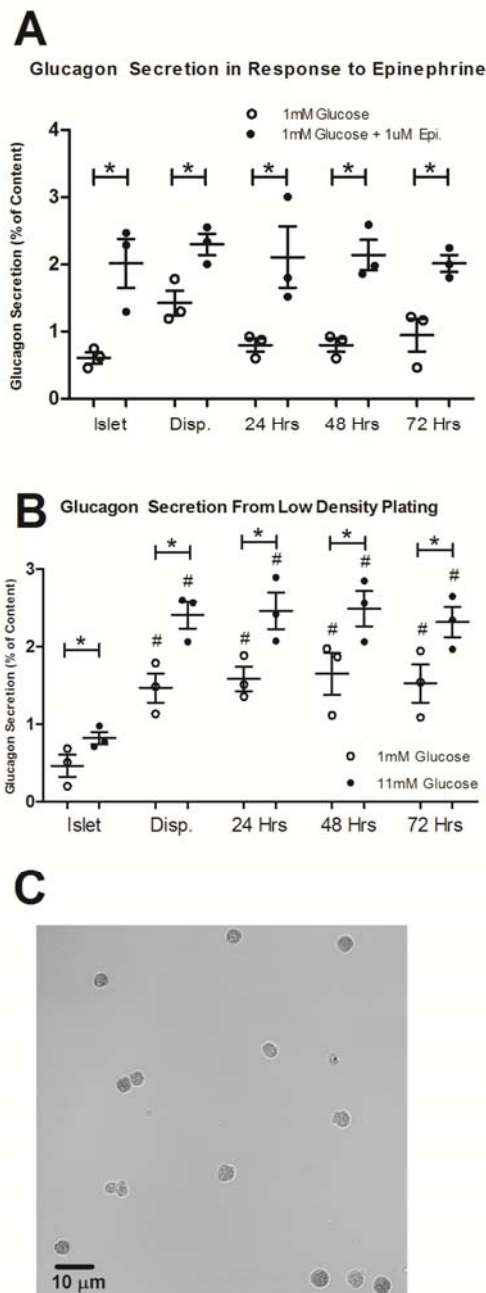 A
Glucagon Secretion in Response to Epinephrine
1mM Glucose
1mM Glucose + 1uM Epi.
Glucagon Secretion (% of Content)
4
3
2
1
0
* * * * *
Islet Disp. 24 Hrs 48 Hrs 72 Hrs
B
Glucagon Secretion From Low Density Plating
Glucagon Secretion (% of Content)
3
2
1
0
* * * * *
# # # #
# # # #
1mM Glucose
11mM Glucose
Islet Disp. 24 Hrs 48 Hrs 72 Hrs
C
10 μm